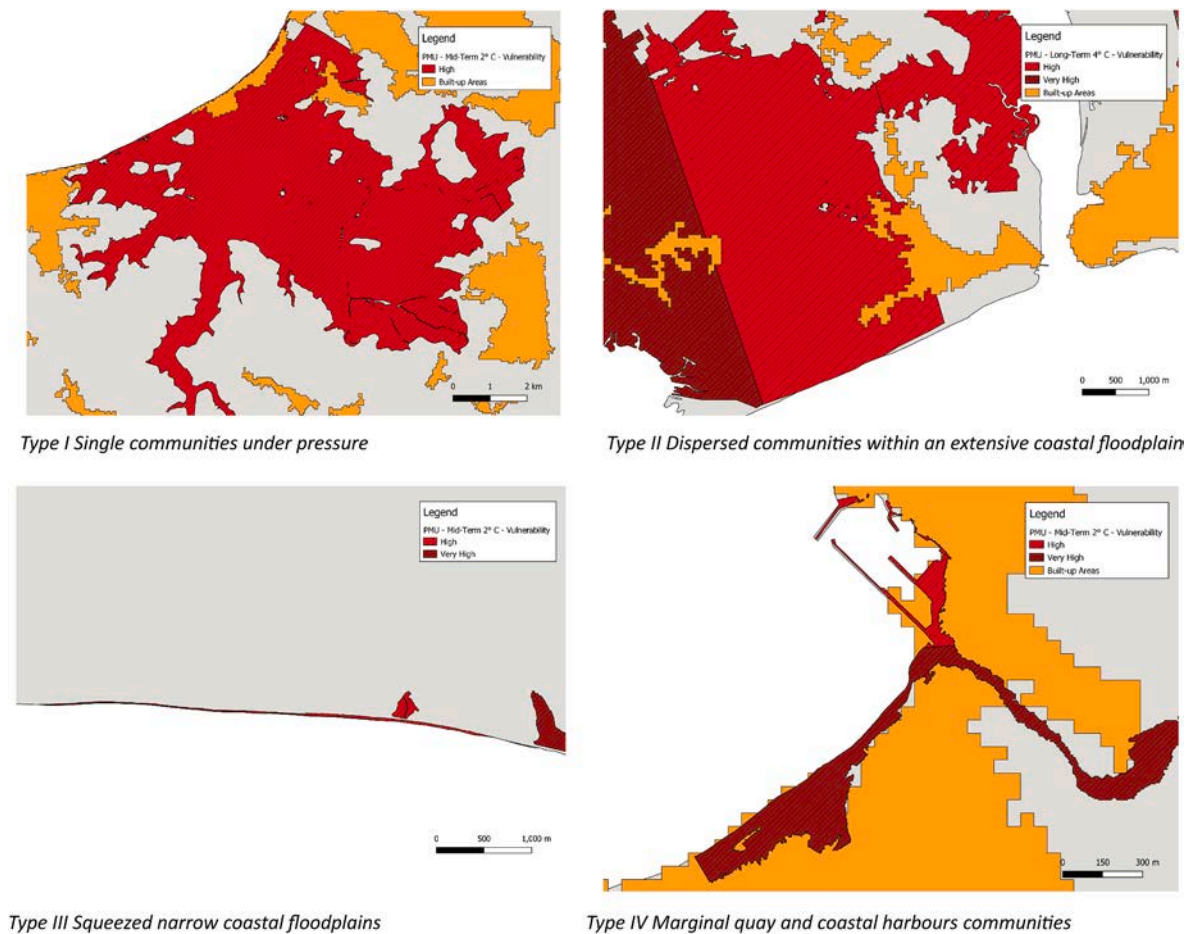 Legend
PMU - Mid-Term 2° C - Vulnerability
High
Built-up Areas
0 1 2 km
Type I Single communities under pressure
Legend
PMU - Long-Term 4° C - Vulnerability
High
Very High
Built-up Areas
0 500 1,000 m
Type II Dispersed communities within an extensive coastal floodplain
Legend
PMU - Mid-Term 2° C - Vulnerability
High
Very High
0 500 1,000 m
Type III Squeezed narrow coastal floodplains
Legend
PMU - Mid-Term 2° C - Vulnerability
High
Very High
Built-up Areas
0 150 300 m
Type IV Marginal quay and coastal harbours communities